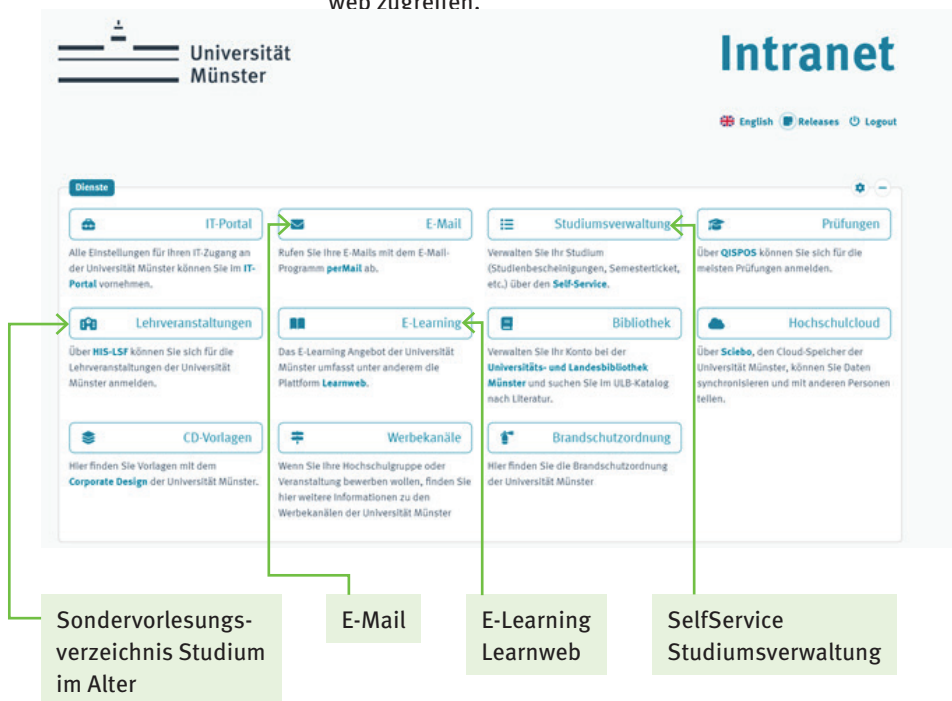 web zugreifen.
Universität
Münster
Intranet
English Releases Logout
Dienste
IT-Portal
Alle Einstellungen für Ihren IT-Zugang an
der Universität Münster können Sie im IT-
Portal vornehmen.
E-Mail
Rufen Sie Ihre E-Mails mit dem E-Mail-
Programm perMail ab.
Studiumsverwaltung
Verwalten Sie Ihr Studium
(Studienbescheinigungen, Semesterticket,
etc.) über den Self-Service.
Prüfungen
Über QISPOS können Sie sich für die
meisten Prüfungen anmelden.
Lehrveranstaltungen
Über HIS-LSF können Sie sich für die
Lehrveranstaltungen der Universität
Münster anmelden.
E-Learning
Das E-Learning Angebot der Universität
Münster umfasst unter anderem die
Plattform Learnweb.
Bibliothek
Verwalten Sie Ihr Konto bei der
Universitäts- und Landesbibliothek
Münster und suchen Sie im ULB-Katalog
nach Literatur.
Hochschulcloud
Über Sciebo, den Cloud-Speicher der
Universität Münster, können Sie Daten
synchronisieren und mit anderen Personen
teilen.
CD-Vorlagen
Hier finden Sie Vorlagen mit dem
Corporate Design der Universität Münster.
Werbekanäle
Wenn Sie Ihre Hochschulgruppe oder
Veranstaltung bewerben wollen, finden Sie
hier weitere Informationen zu den
Werbekanälen der Universität Münster
Brandschutzordnung
Hier finden Sie die Brandschutzordnung
der Universität Münster
Sondervorlesungs-
verzeichnis Studium
im Alter
E-Mail
E-Learning
Learnweb
SelfService
Studiumsverwaltung